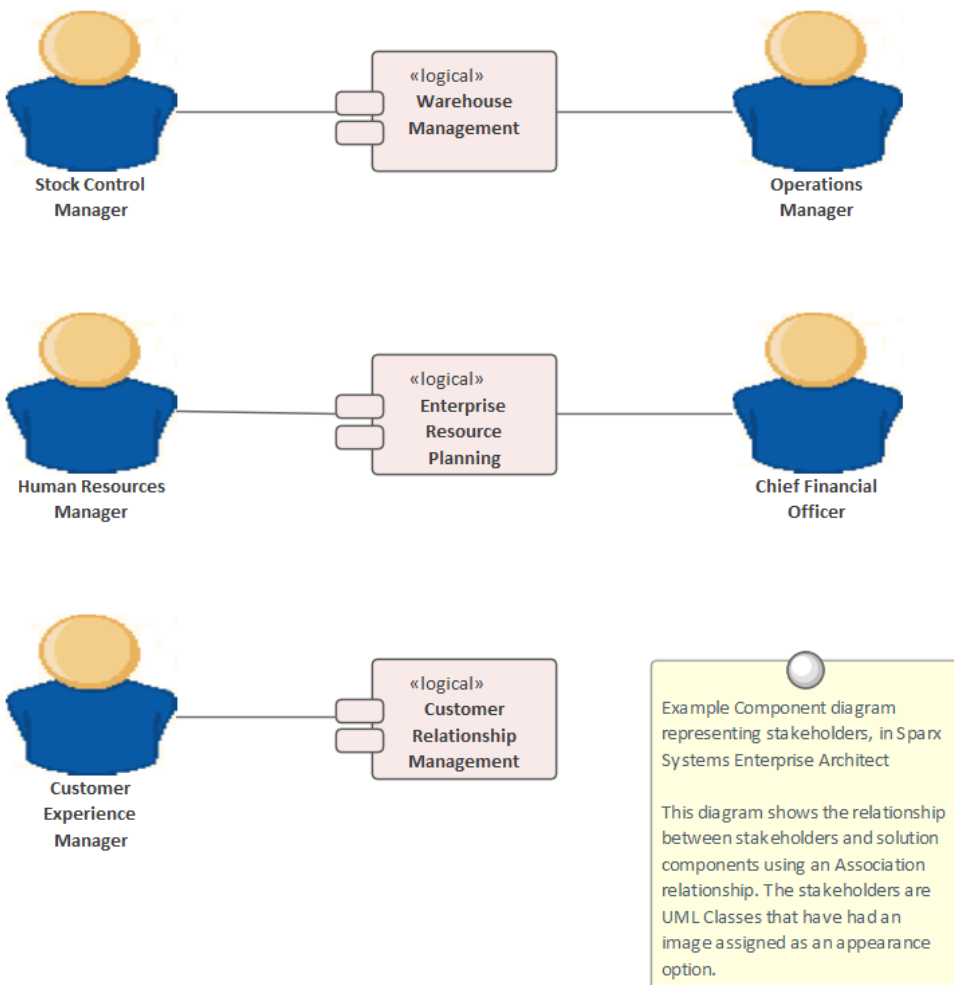 «logical»
Warehouse
Management
Stock Control
Manager
Operations
Manager
«logical»
Enterprise
Resource
Planning
Human Resources
Manager
Chief Financial
Officer
«logical»
Customer
Relationship
Management
Customer
Experience
Manager
Example Component diagram
representing stakeholders, in Sparx
Systems Enterprise Architect
This diagram shows the relationship
between stakeholders and solution
components using an Association
relationship. The stakeholders are
UML Classes that have had an
image assigned as an appearance
option.